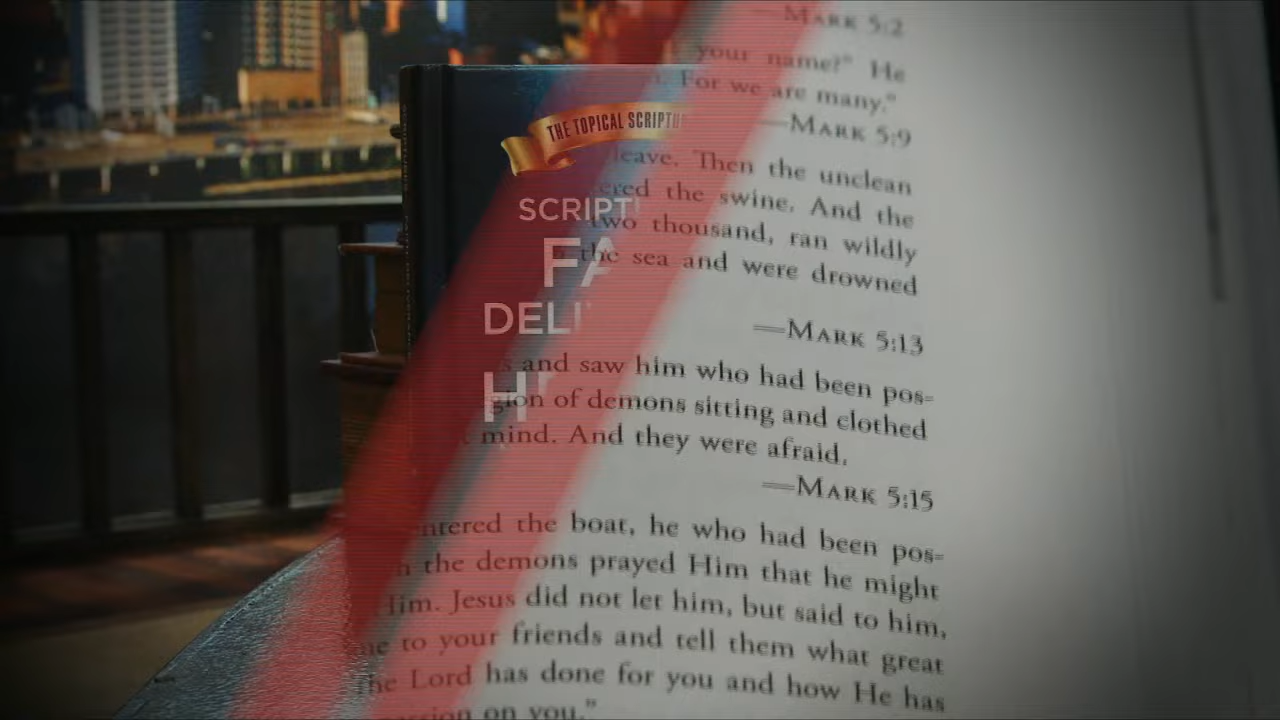 THE TOPICAL
SCRIPT
FA
DEL
—MARK 5:2
your name?" He
For we are many."
—MARK 5:9
leave. Then the unclean
the swine. And the
two thousand, ran wildly
the sea and were drowned
—MARK 5:13
and saw him who had been pos-
of demons sitting and clothed
mind. And they were afraid.
—MARK 5:15
the boat, he who had been pos-
the demons prayed Him that he might
Him. Jesus did not let him, but said to him,
to your friends and tell them what great
the Lord has done for you and how He has
on you."